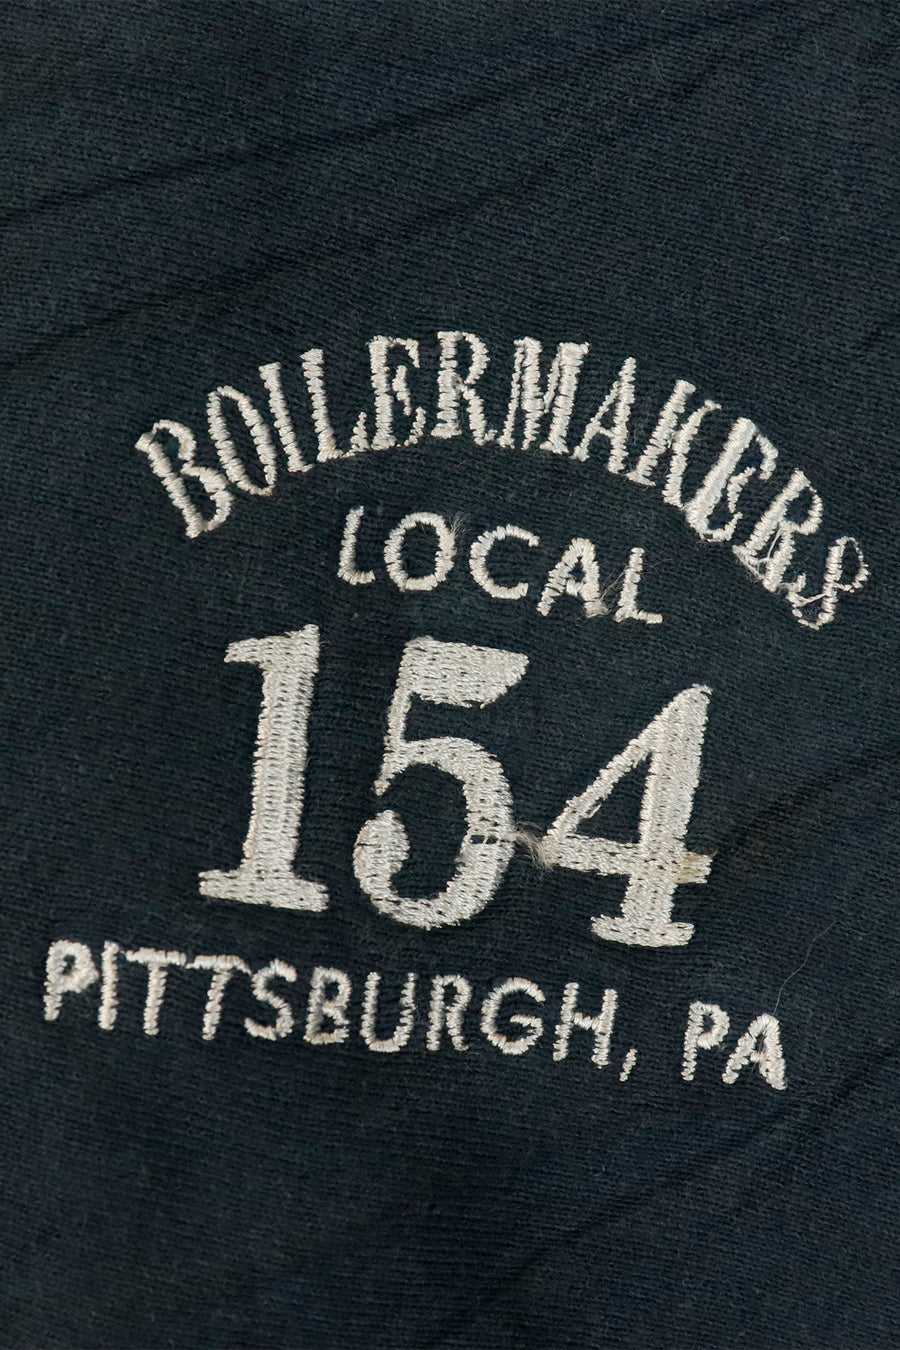 BOILERMAKERS
LOCAL
154
PITTSBURGH, PA